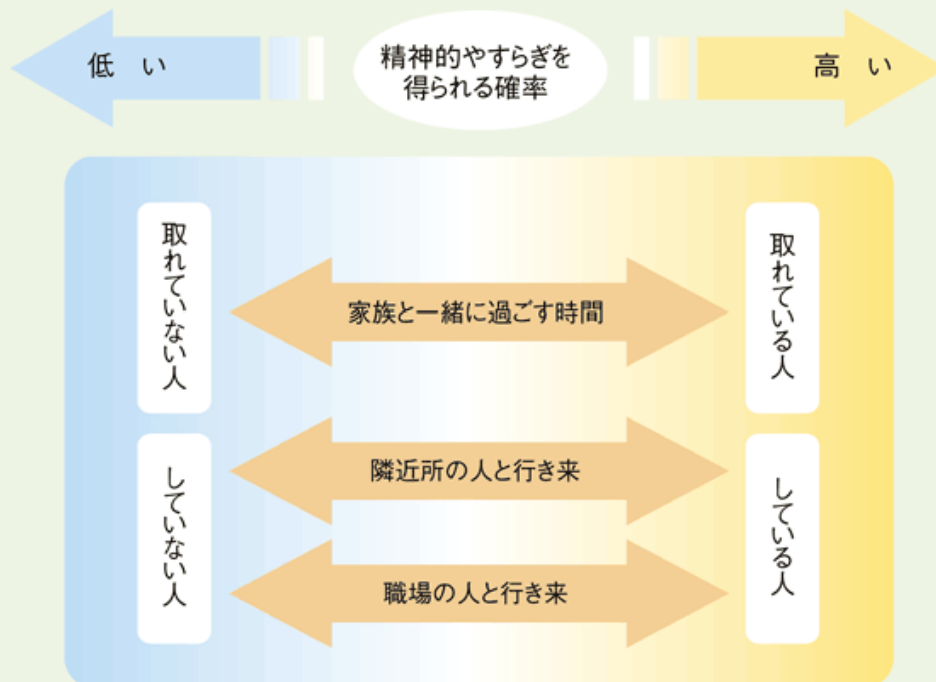 低い
精神的やすらぎを
得られる確率
高い
取れていない人
家族と一緒に過ごす時間
取れている人
していない人
隣近所の人と行き来
職場の人と行き来
している人